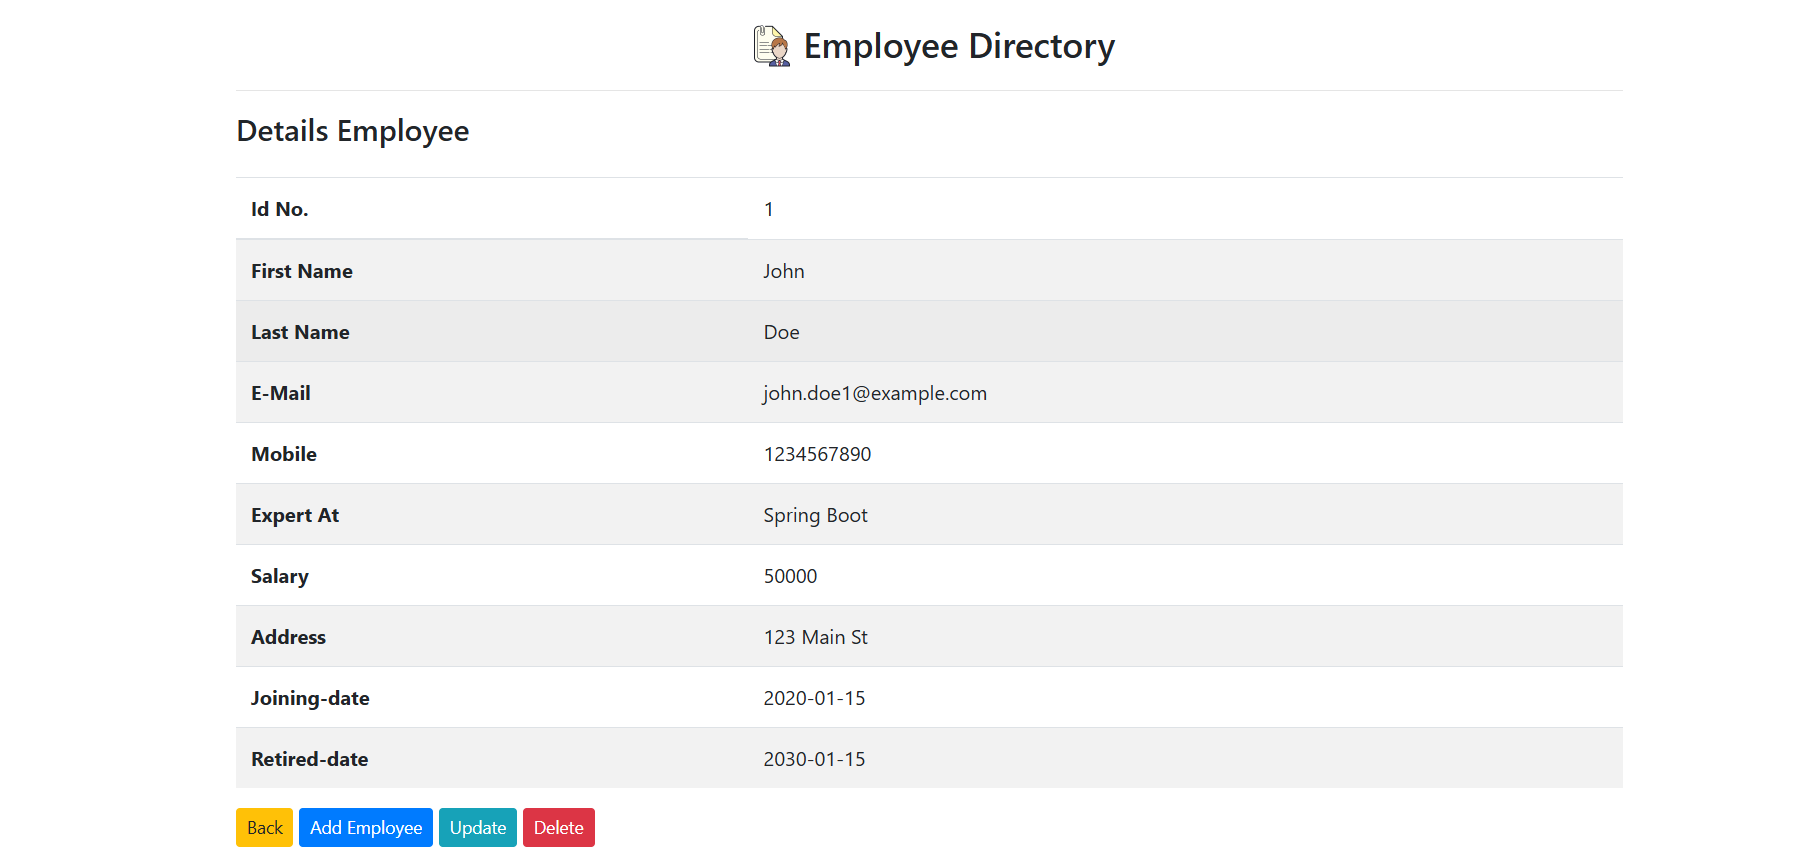 Employee Directory
Details Employee
Id No. 1
First Name John
Last Name Doe
E-Mail john.doe1@example.com
Mobile 1234567890
Expert At Spring Boot
Salary 50000
Address 123 Main St
Joining-date 2020-01-15
Retired-date 2030-01-15
Back Add Employee Update Delete